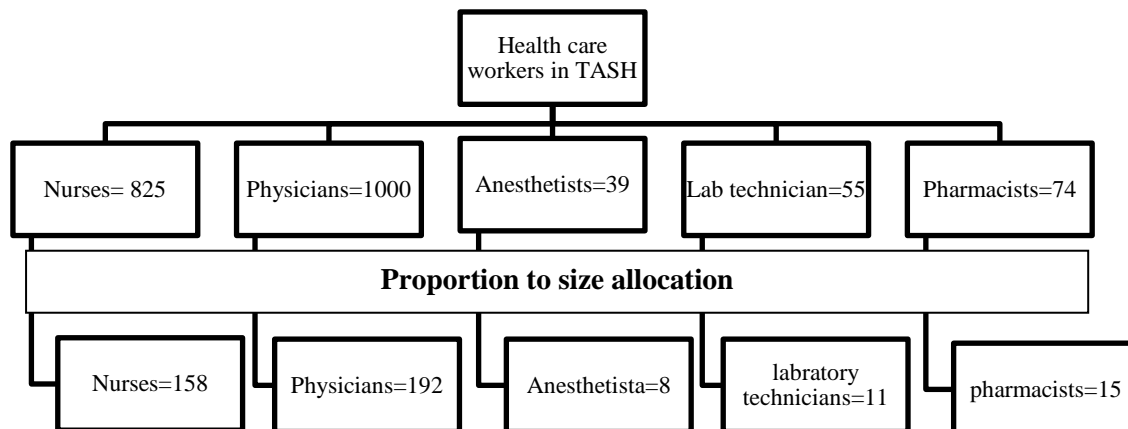 Health care
workers in TASH
Nurses= 825
Physicians=1000
Anesthetists=39
Lab technician=55
Pharmacists=74
Proportion to size allocation
Nurses=158
Physicians=192
Anesthetista=8
labratory
technicians=11
pharmacists=15